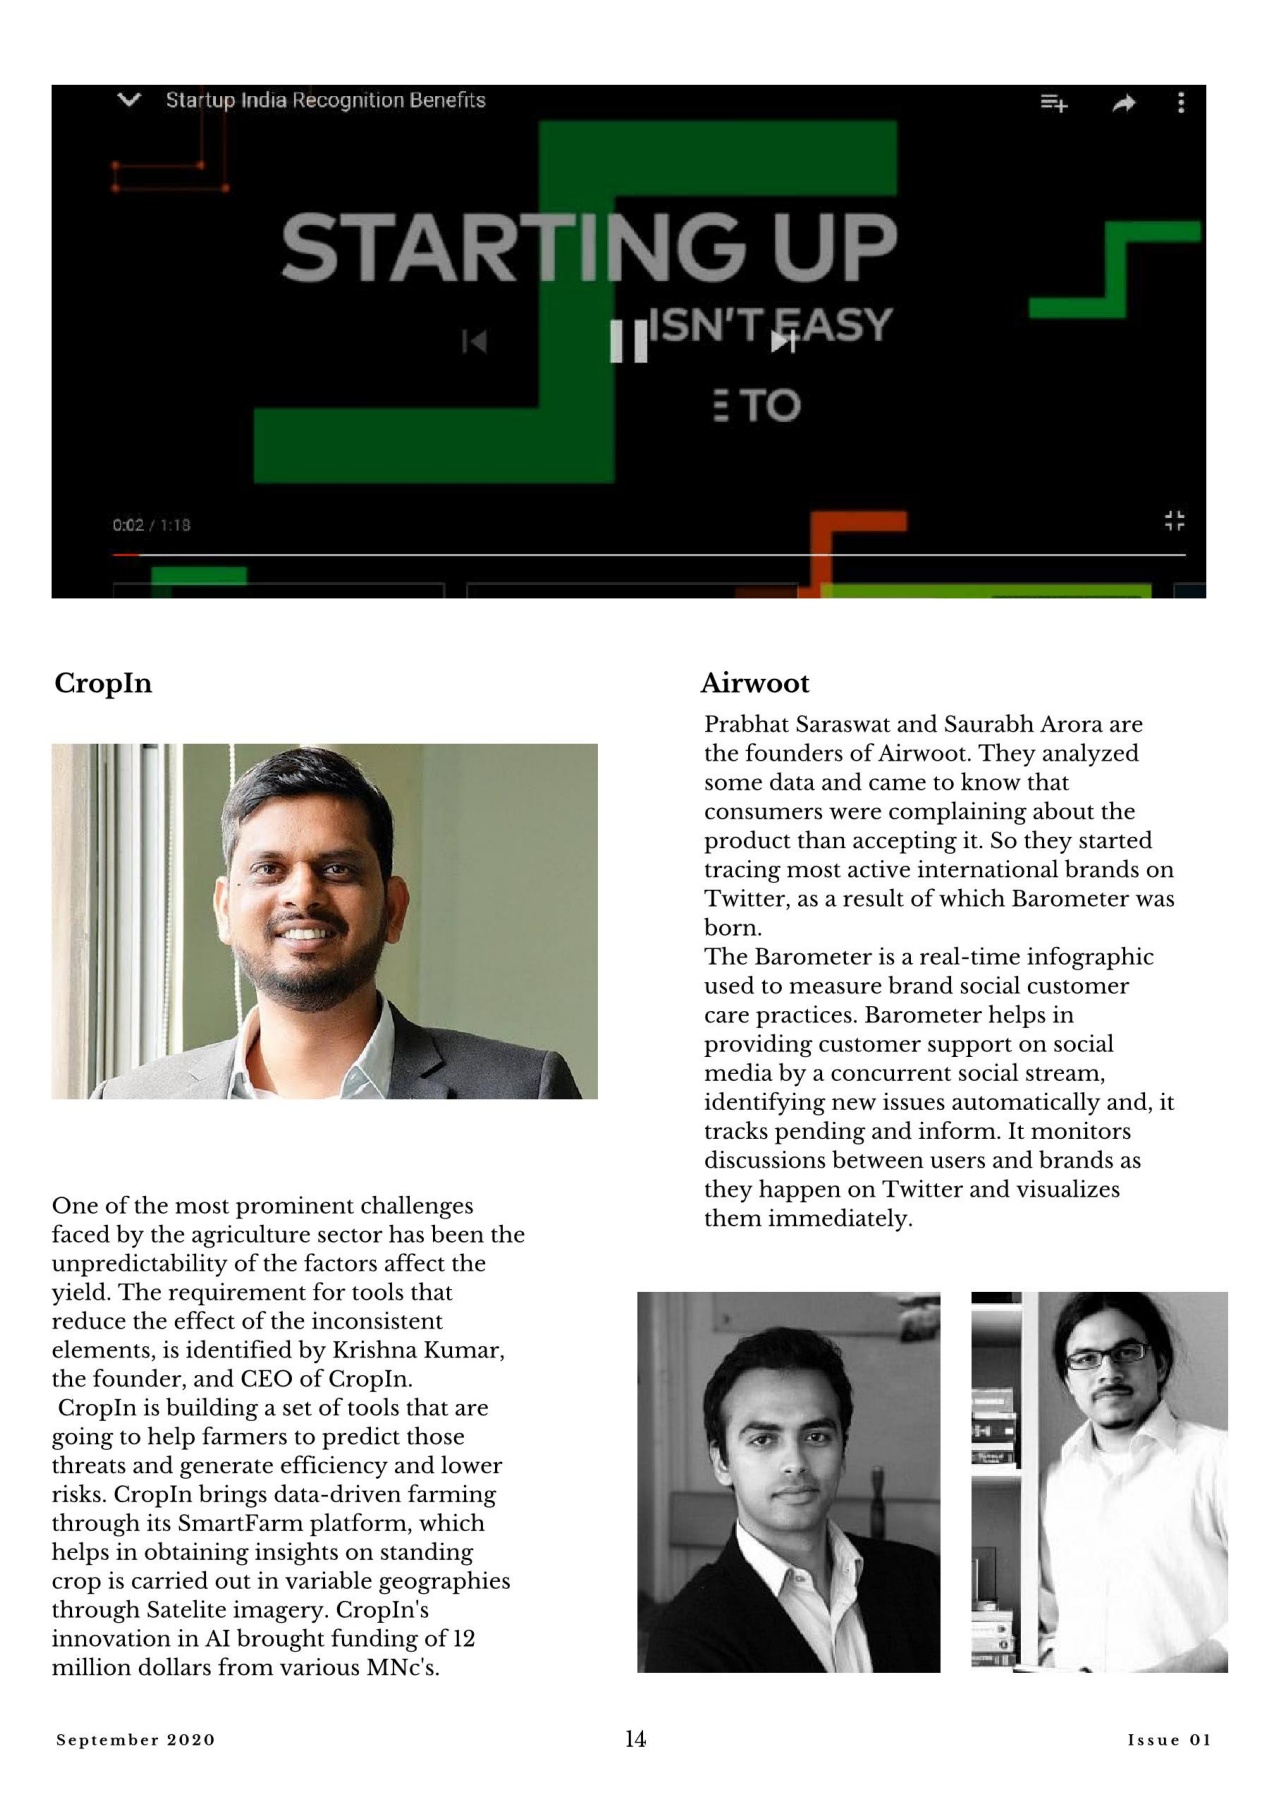 Startup India Recognition Benefits
STARTING UP
ISN'T EASY
TO
0:02 / 1:18
CropIn
One of the most prominent challenges
faced by the agriculture sector has been the
unpredictability of the factors affect the
yield. The requirement for tools that
reduce the effect of the inconsistent
elements, is identified by Krishna Kumar,
the founder, and CEO of CropIn.
CropIn is building a set of tools that are
going to help farmers to predict those
threats and generate efficiency and lower
risks. CropIn brings data-driven farming
through its SmartFarm platform, which
helps in obtaining insights on standing
crop is carried out in variable geographies
through Satelite imagery. CropIn's
innovation in AI brought funding of 12
million dollars from various MNc's.
Airwoot
Prabhat Saraswat and Saurabh Arora are
the founders of Airwoot. They analyzed
some data and came to know that
consumers were complaining about the
product than accepting it. So they started
tracing most active international brands on
Twitter, as a result of which Barometer was
born.
The Barometer is a real-time infographic
used to measure brand social customer
care practices. Barometer helps in
providing customer support on social
media by a concurrent social stream,
identifying new issues automatically and, it
tracks pending and inform. It monitors
discussions between users and brands as
they happen on Twitter and visualizes
them immediately.
September 2020
14
Issue 01